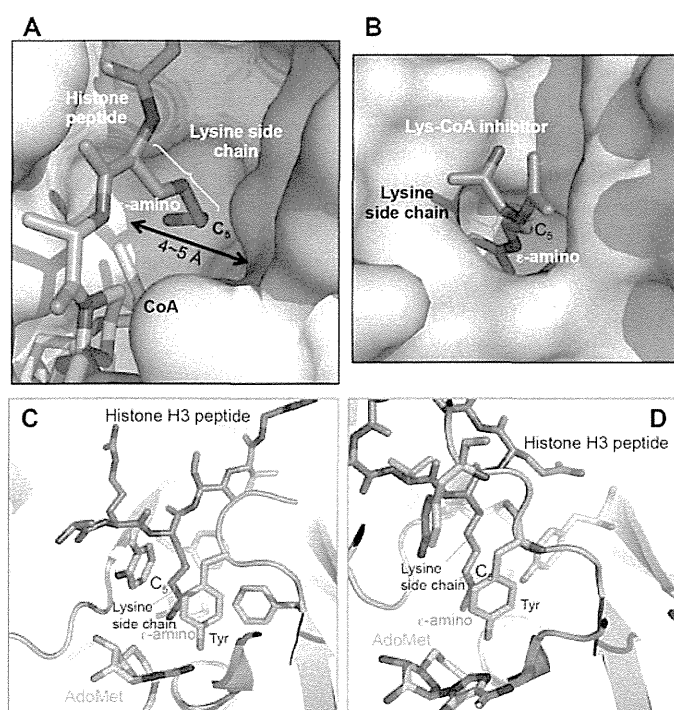 A
Histone
peptide
Lysine side
chain
-amino
C5
4~5 Å
CoA
B
Lys-CoA inhibitor
Lysine
side chain
C5
ε-amino
C
Histone H3 peptide
C5
Lysine
side chain
ε-amino
Tyr
AdoMet
D
Histone H3 peptide
Lysine
side chain
ε-amino
Tyr
AdoMet